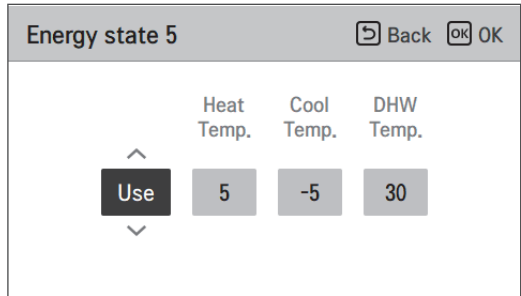 Energy state 5 Back OK OK
Heat Cool DHW
Temp. Temp. Temp.
Use 5 -5 30